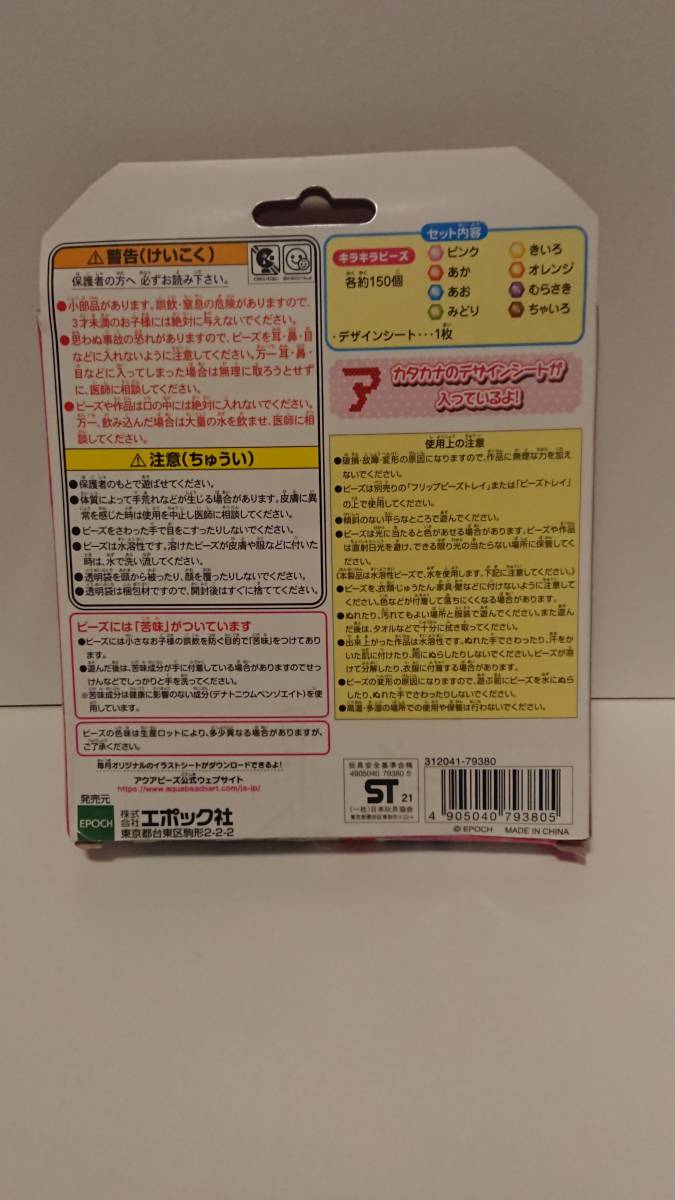 警告(けいこく)
保護者の方へ 必ずお読み下さい。
●小部品があります。誤飲・窒息の危険がありますので、
3才未満のお子様には絶対に与えないでください。
●思わぬ事故の恐れがありますので、ビーズを耳・鼻・目
などに入れないように注意してください。万一 耳・鼻・
目などに入ってしまった場合は無理に取ろうとせず
に、医師に相談してください。
●ビーズや作品は口の中には絶対に入れないでください。
万一、飲み込んだ場合は大量の水を飲ませ、医師に相
談してください。
注意(ちゅうい)
●保護者のもとで遊ばせてください。
●体質によって手荒れなどが生じる場合があります。皮膚に異
常を感じた時は使用を中止し医師に相談してください。
●ビーズをさわった手で目をこすったりしないでください。
●ビーズは水溶性です。溶けたビーズが皮膚や服などに付いた
時は、水で洗い流してください。
●透明袋を頭から被ったり、顔を覆ったりしないでください。
●透明袋は梱包材ですので、開封後はすぐに捨ててください。
ビーズには「苦味」がついています
●ビーズには小さなお子様の誤飲を防ぐ目的で「苦味」をつけてあり
ます。
●遊んだ後は、苦味成分が手に付着している場合がありますのでせっ
けんなどでしっかりと手を洗ってください。
※苦味成分は健康に影響のない成分(デナトニウムベンゾエイト)を使
用しています。
ビーズの色味は生産ロットにより、多少異なる場合がありますが、
ご了承ください。
毎月オリジナルのイラストシートがダウンロードできるよ!
アクアビーズ公式ウェブサイト
https://www.aquabeadsart.com/ja-jp/
発売元
EPOCH
株式会社エポック社
東京都台東区駒形2-2-2
セット内容
キラキラビーズ
各約150個
ピンク
きいろ
あか
オレンジ
あお
むらさき
みどり
ちゃいろ
・デザインシート・・・1枚
ア
カタカナのデザインシートが
入っているよ!
使用上の注意
●破損・故障・変形の原因になりますので、作品に無理な力を加え
ないでください。
●ビーズは別売りの「フリップビーズトレイ」または「ビーズトレイ」
の上で使用してください。
●傾斜のない平らなところで遊んでください。
●ビーズは光に当たると色があせる場合があります。ビーズや作品
は直射日光を避け、できる限り光の当たらない場所に保管してく
ださい。
(本製品は水溶性ビーズで、水を使用します。下記に注意してください。)
●ビーズを、衣類・じゅうたん・家具・壁などに付けないように注意して
ください。色などが付着して落ちにくくなる場合があります。
●ぬれたり、汚れてもよい場所と服装で遊んでください。また遊ん
だ後は、タオルなどで十分に拭き取ってください。
●出来上がった作品は水溶性です。ぬれた手でさわったり、汗をか
いた肌に付けたり、雨にぬらしたりしないでください。ビーズが溶
けて分解したり、衣服に付着する場合があります。
●ビーズの変形の原因になりますので、遊ぶ前にビーズを水にぬら
したり、ぬれた手でさわったりしないでください。
●高温・多湿の場所での使用や保管は行わないでください。
玩具安全基準合格
4905040 79380 5
ST
21
(一社)日本玩具協会
312041-79380
4 905040 793805
© EPOCH MADE IN CHINA